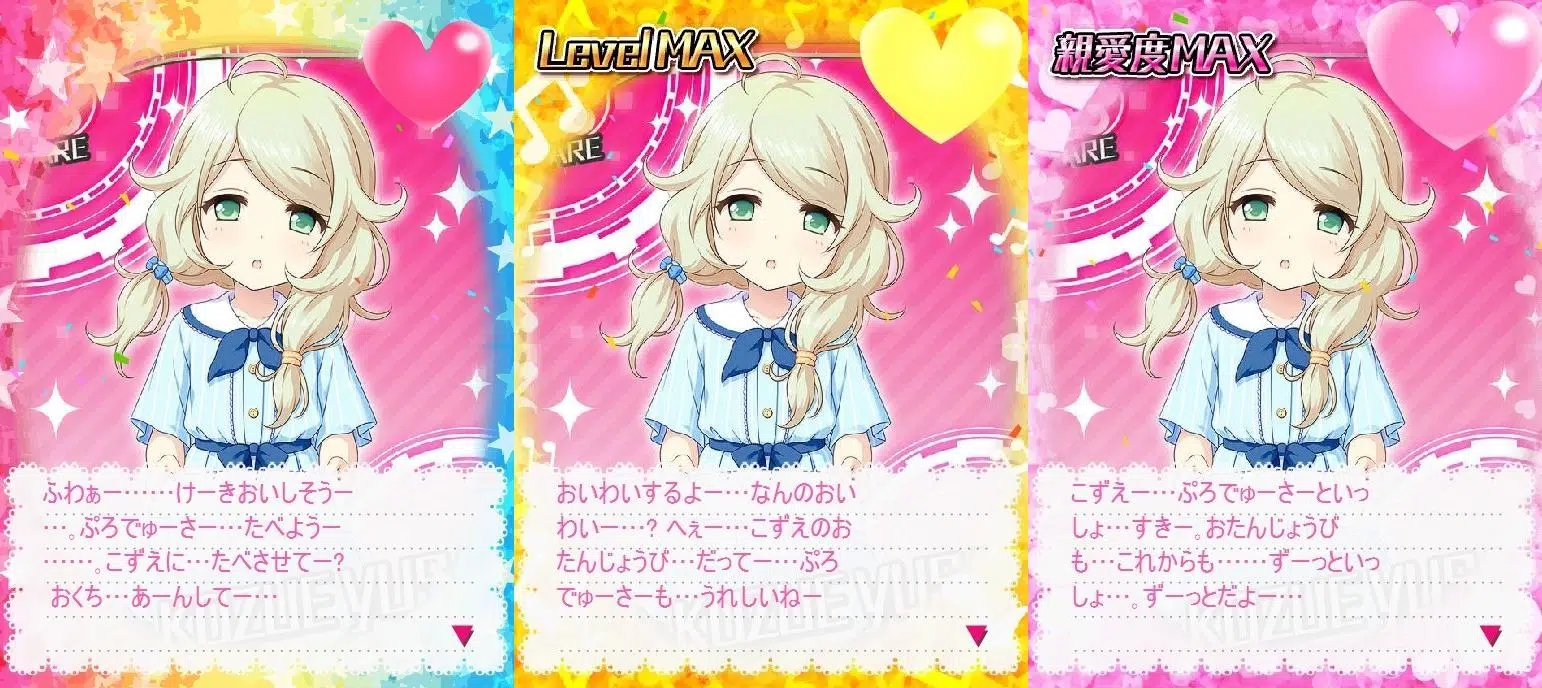 ARE
ふわぁー……けーきおいしそうー
…。ぷろでゅーさー…たべようー
……。こずえに…たべさせてー?
おくち…あーんしてー…
Level MAX
ARE
おいわいするよー…なんのおい
わいー…? へぇー…こずえのお
たんじょうび…だってー…ぷろ
でゅーさーも…うれしいねー
親愛度MAX
ARE
こずえー…ぷろでゅーさーといっ
しょ…すきー。おたんじょうび
も…これからも……ずーっといっ
しょ…。ずーっとだよー…